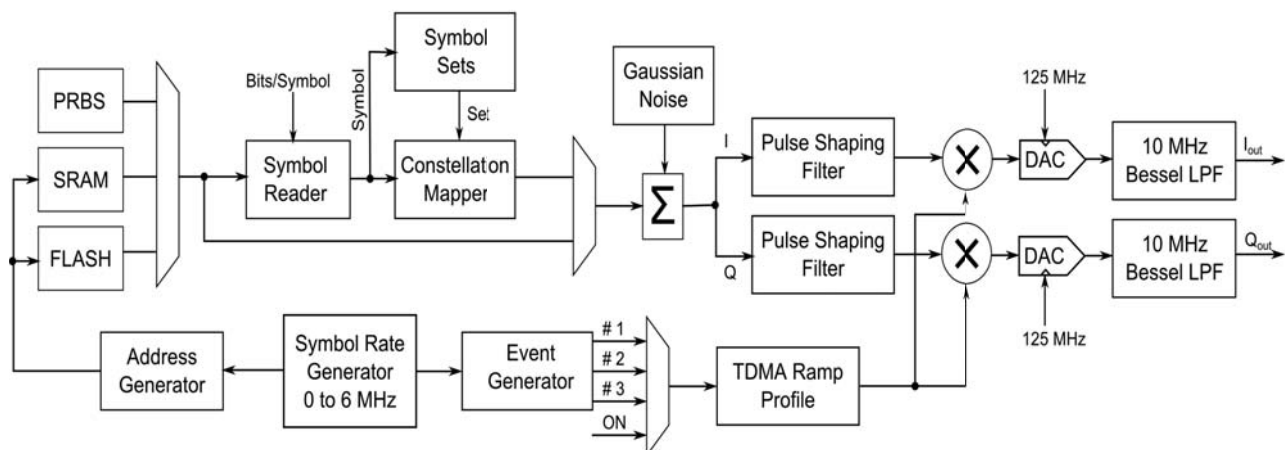 PRBS
SRAM
FLASH
Bits/Symbol
Symbol
Reader
Symbol
Symbol
Sets
Set
Constellaton
Mapper
Gaussian
Noise
Σ
I
Q
Pulse Shaping
Filter
Pulse Shaping
Filter
X
X
125 MHz
DAC
DAC
125 MHz
10 MHz
Bessel LPF
10 MHz
Bessel LPF
Iout
Qout
Address
Generator
Symbol Rate
Generator
0 to 6 MHz
Event
Generator
# 1
# 2
# 3
ON
TDMA Ramp
Profile